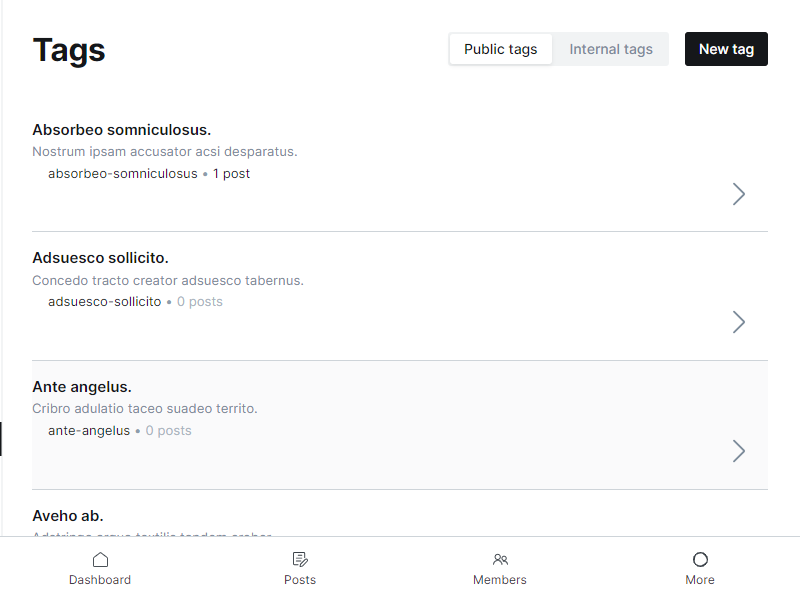 Tags
Public tags
Internal tags
New tag
Absorbeo somniculosus.
Nostrum ipsam accusator acsi desparatus.
absorbeo-somniculosus • 1 post
Adsuesco sollicito.
Concedo tracto creator adsuesco tabernus.
adsuesco-sollicito • 0 posts
Ante angelus.
Cribro adulatio taceo suadeo territo.
ante-angelus • 0 posts
Aveho ab.
Dashboard
Posts
Members
More